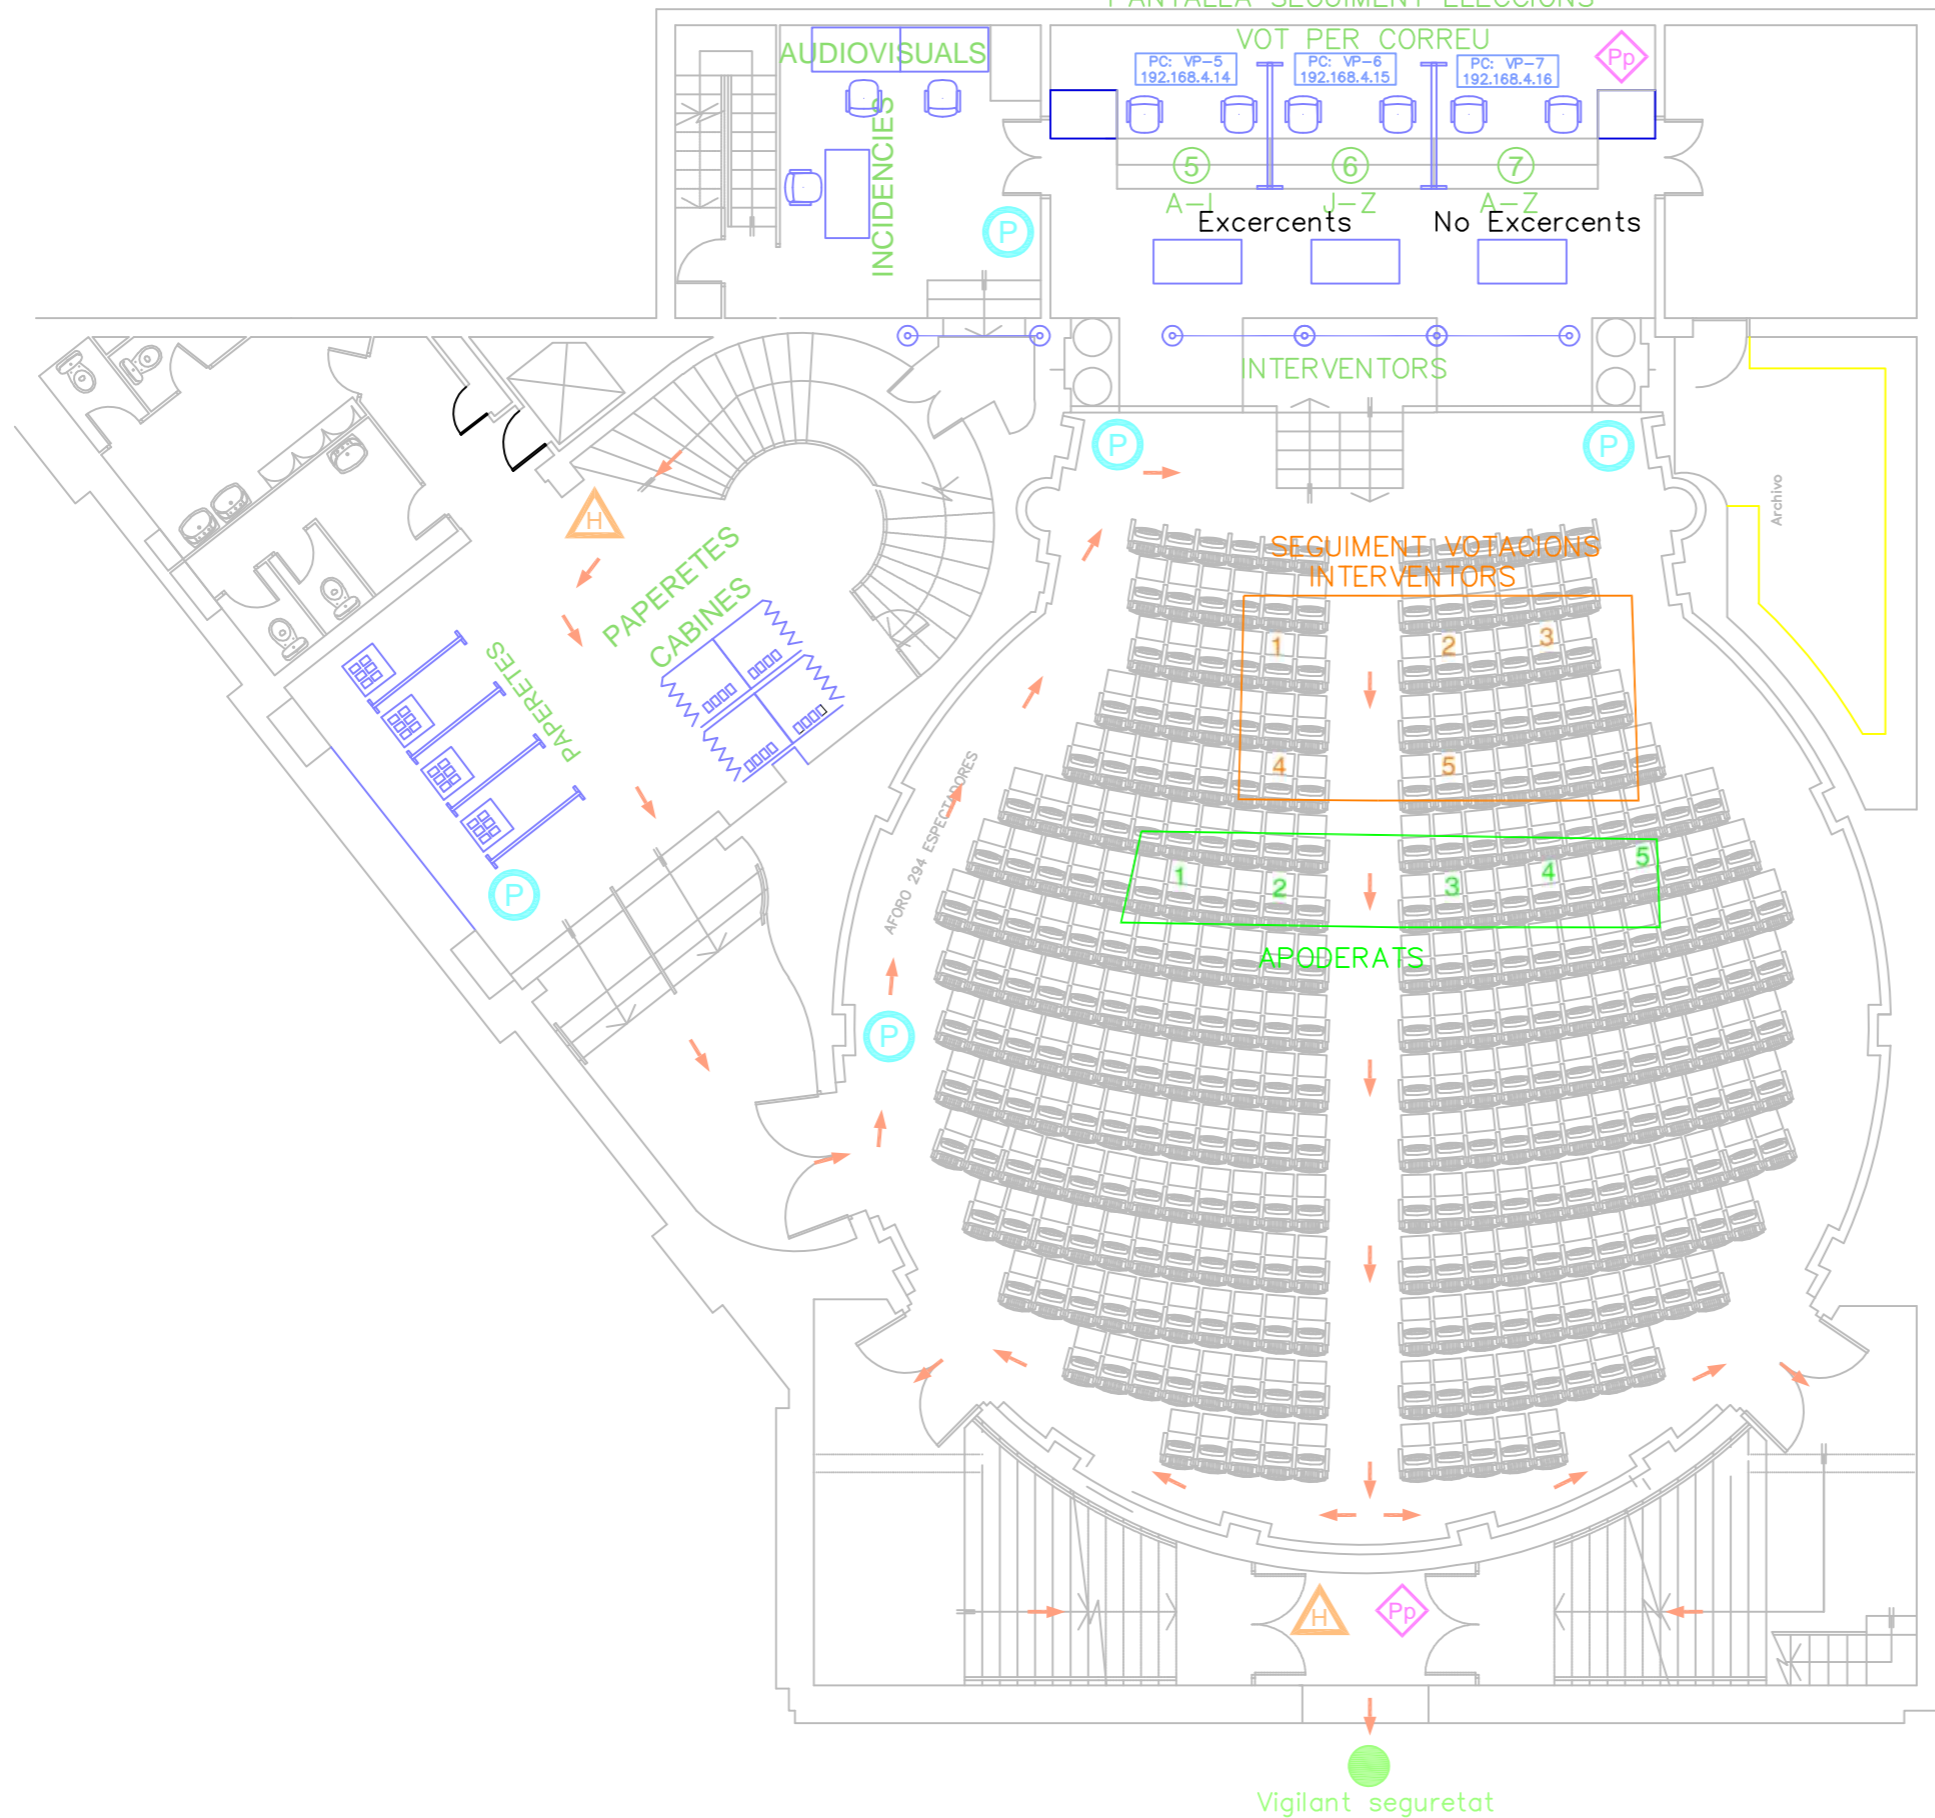 PANTALLA SEGUIMENT ELECCIONS
AUDIOVISUALS
VOT PER CORREU
Pp
PC: VP-5
192.168.4.14
PC: VP-6
192.168.4.15
PC: VP-7
192.168.4.16
INCIDENCIES
5
6
7
A-I
J-Z
A-Z
Excercents
No Excercents
P
INTERVENTORS
P
P
Archivo
H
PAPERETES
CABINES
PAPERETES
SEGUIMENT VOTACIONS
INTERVENTORS
1
2
3
4
5
AFORO 294 ESPECTADORES
1
2
3
4
5
APODERATS
P
P
H
Pp
Vigilant seguretat